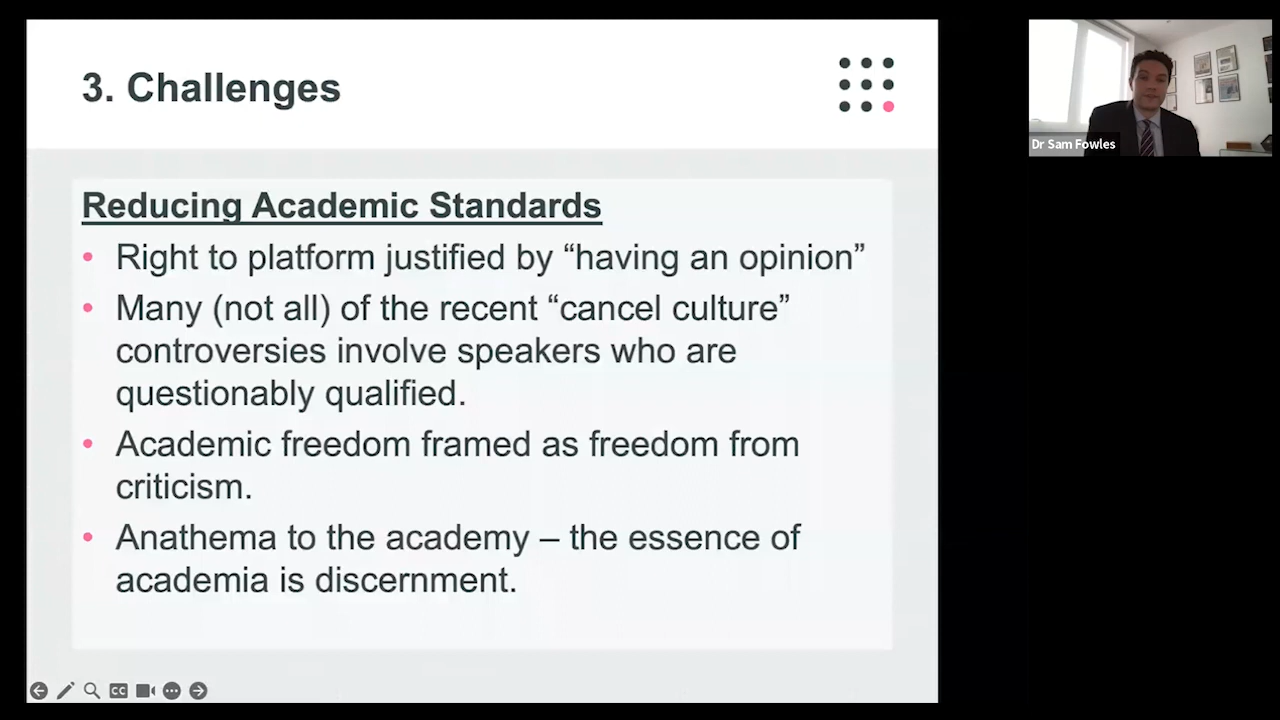 3. Challenges
Dr Sam Fowles
Reducing Academic Standards
• Right to platform justified by “having an opinion”
• Many (not all) of the recent “cancel culture”
controversies involve speakers who are
questionably qualified.
• Academic freedom framed as freedom from
criticism.
• Anathema to the academy – the essence of
academia is discernment.
CC